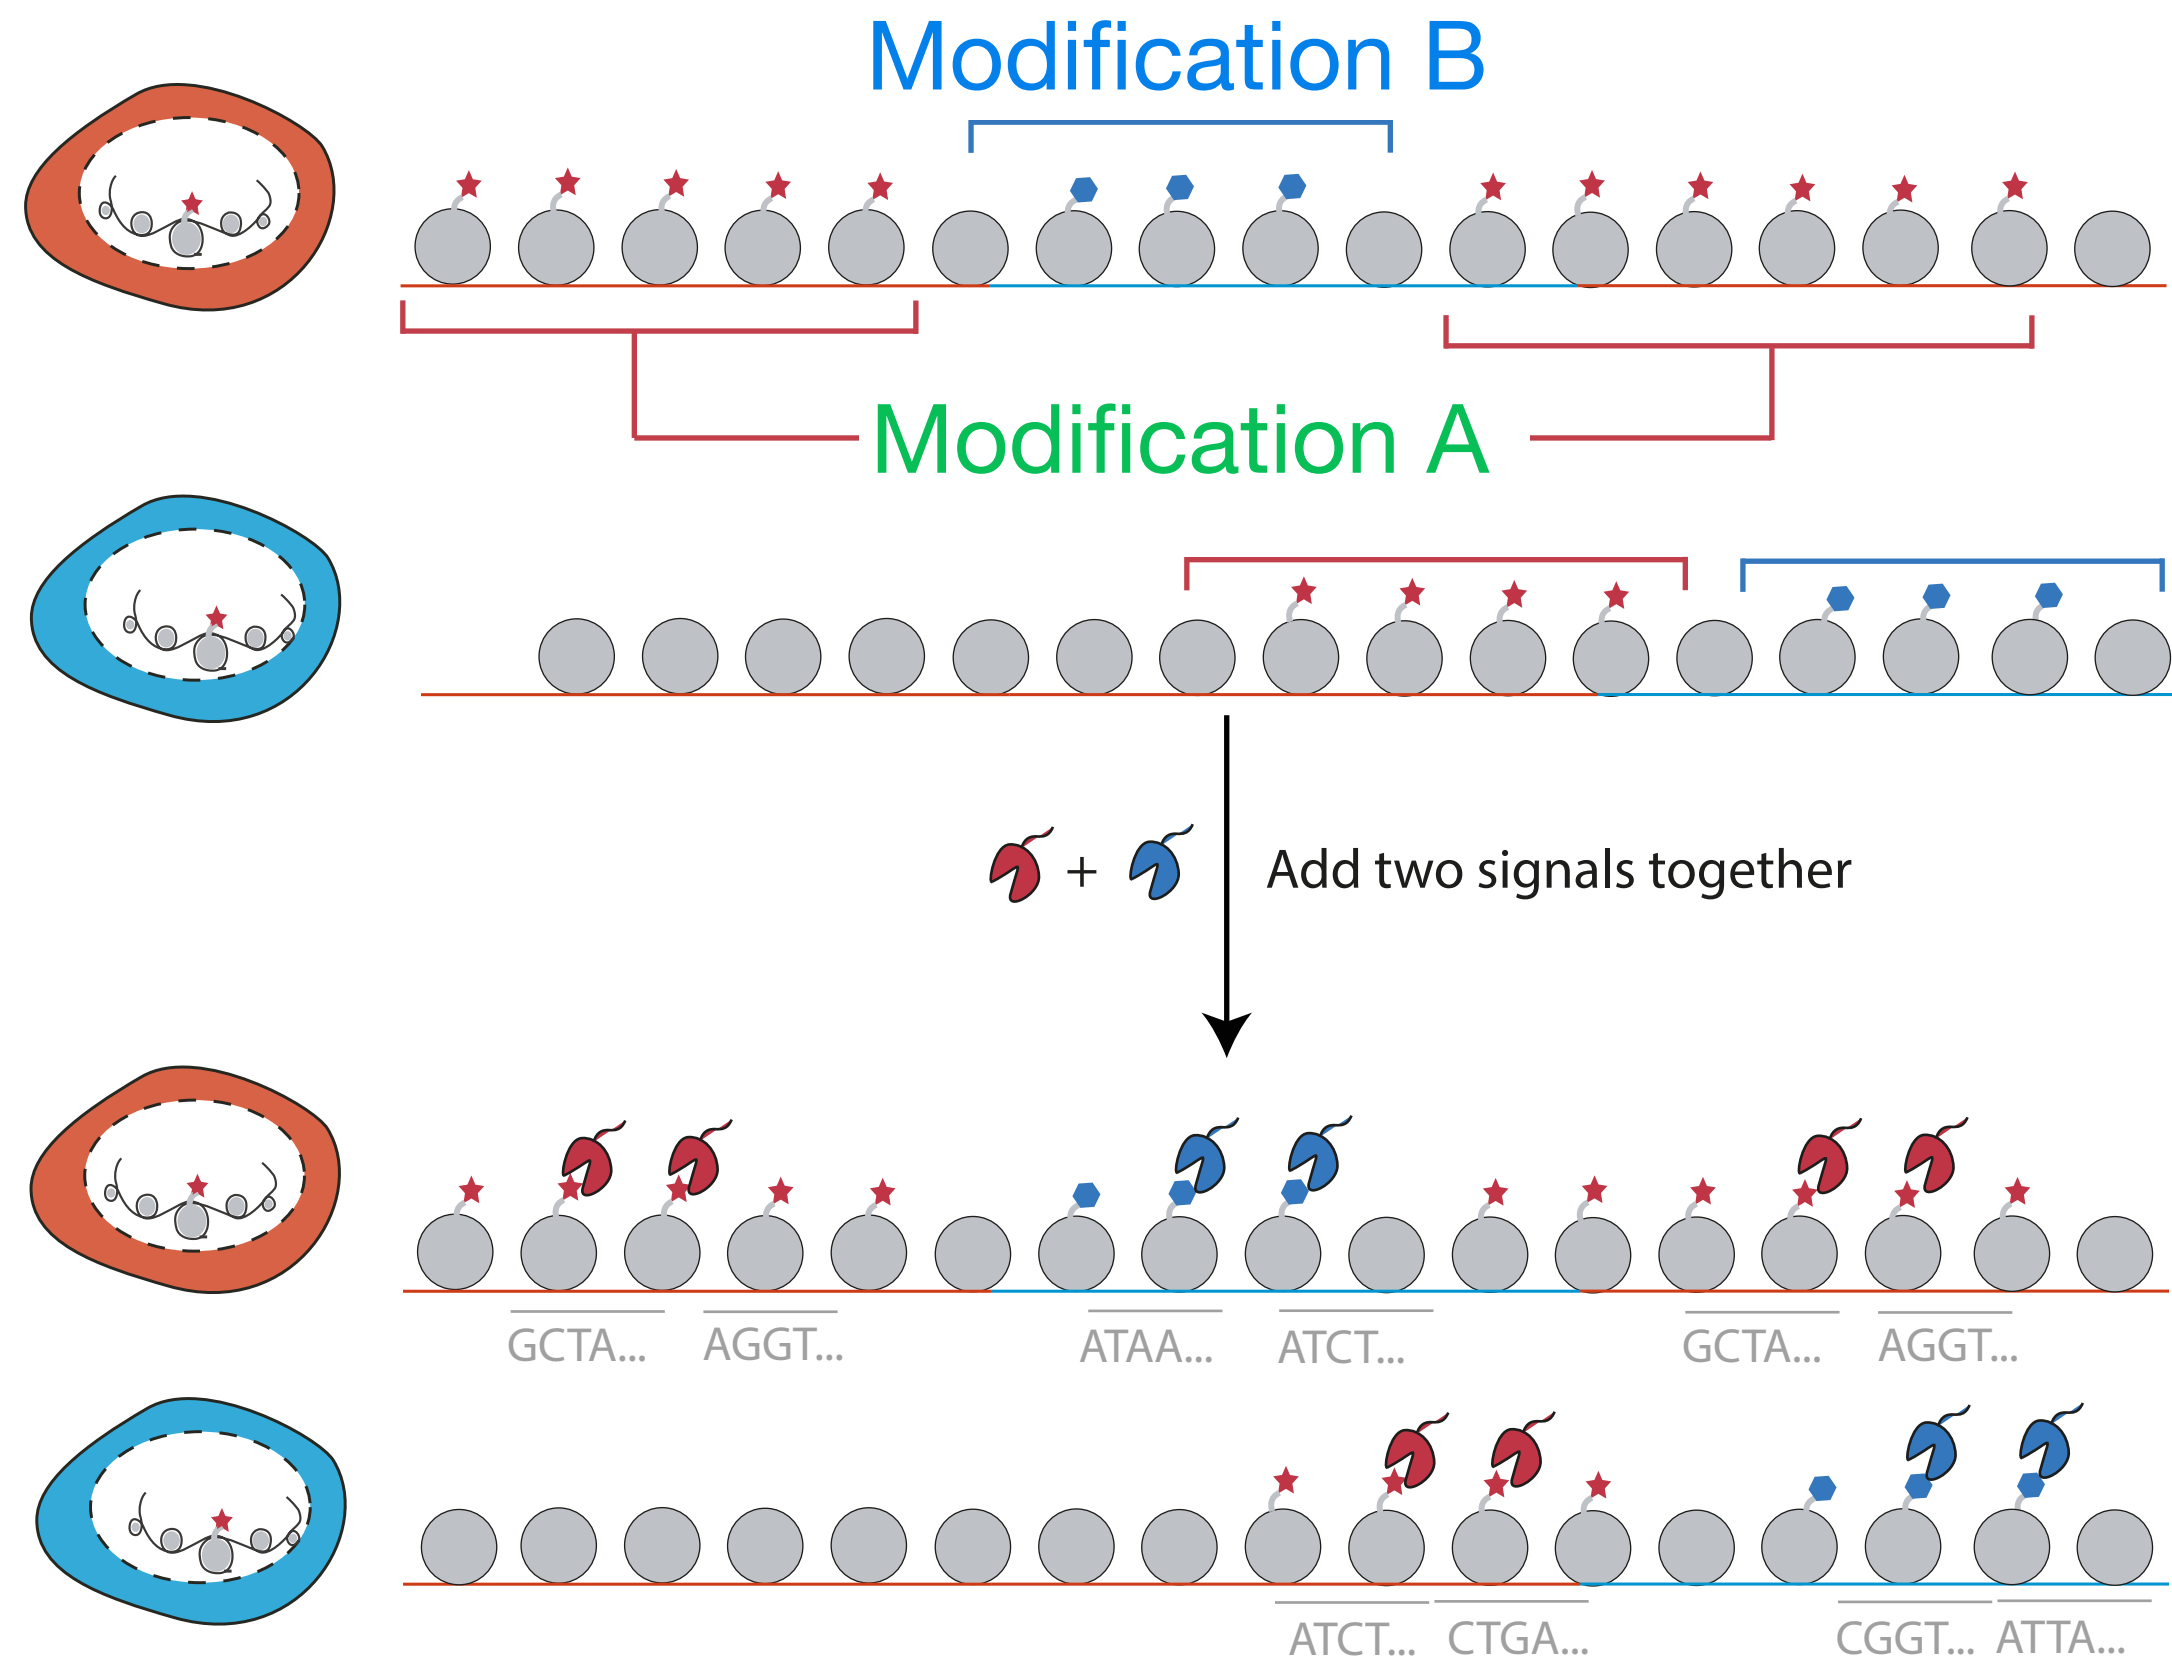 Modification B
Modification A
+ Add two signals together
GCTA... AGGT... ATAA... ATCT... GCTA... AGGT...
ATCT... CTGA... CGGT... ATTA...